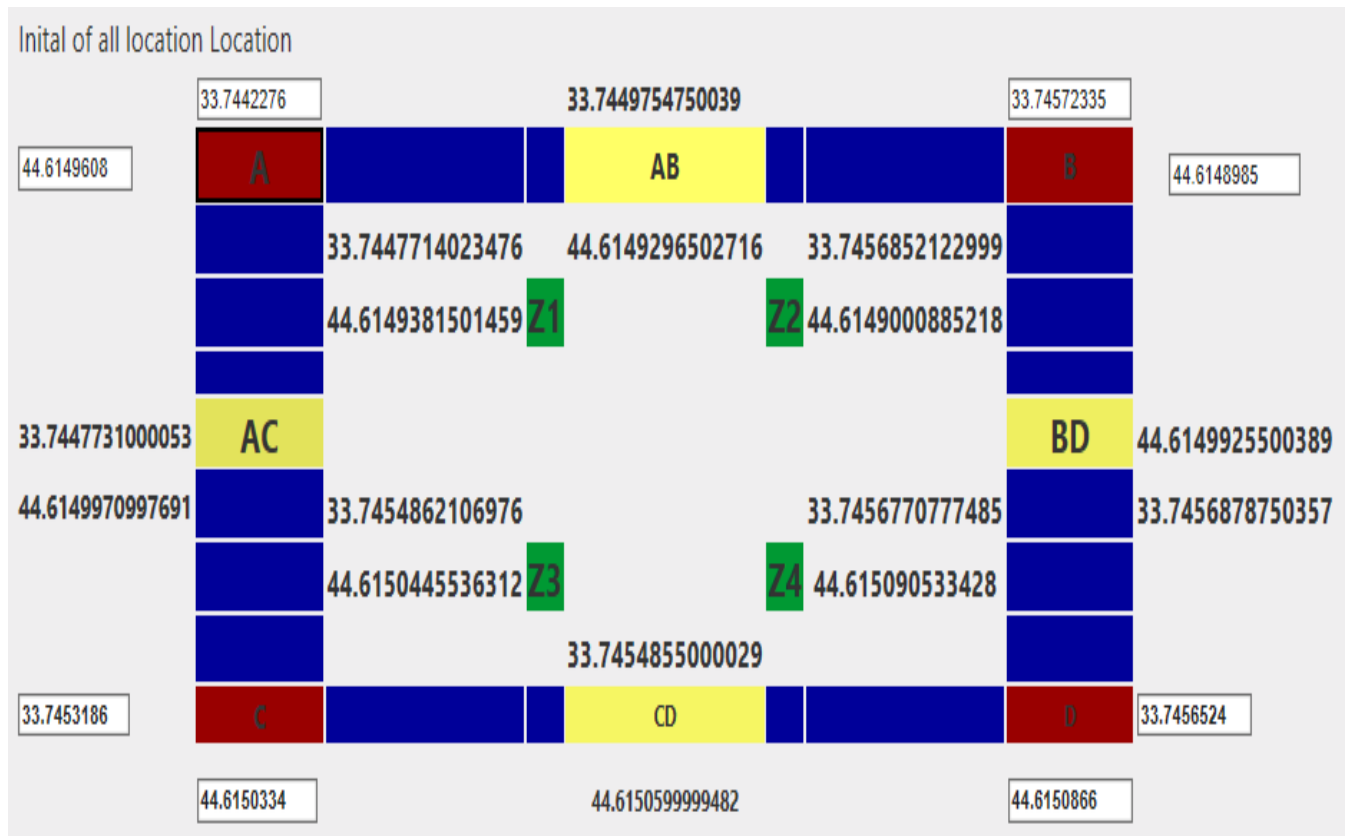 Inital of all location Location
33.7442276
33.7449754750039
33.74572335
44.6149608
A
AB
B
44.6148985
33.7447714023476
44.6149296502716
33.7456852122999
44.6149381501459
Z1
Z2
44.6149000885218
33.7447731000053
AC
BD
44.6149925500389
44.6149970997691
33.7454862106976
33.7456770777485
33.7456878750357
44.6150445536312
Z3
Z4
44.615090533428
33.7454855000029
33.7453186
C
CD
D
33.7456524
44.6150334
44.6150599999482
44.6150866